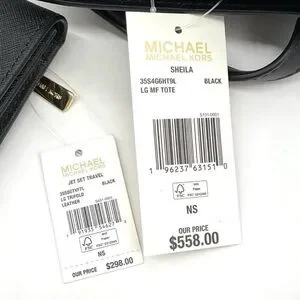 MICHAEL
MICHAEL KORS
SHEILA
35S4G6HT9L BLACK
LG MF TOTE
1 96237 63151 0
NS
OUR PRICE
$558.00
MICHAEL
MICHAEL KORS
JET SET TRAVEL
BLACK
LG TRIFOLD
LEATHER
NS
OUR PRICE $298.00